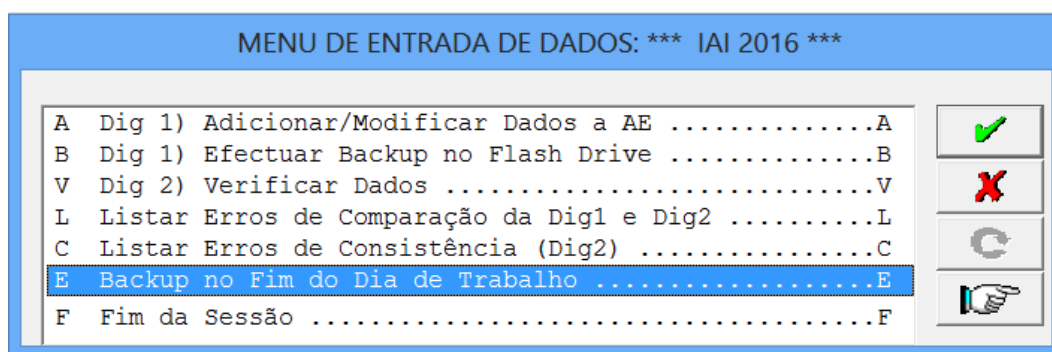 MENU DE ENTRADA DE DADOS: *** IAI 2016 ***
A Dig 1) Adicionar/Modificar Dados a AE ..............A
B Dig 1) Efectuar Backup no Flash Drive ..............B
V Dig 2) Verificar Dados .............................V
L Listar Erros de Comparação da Dig1 e Dig2 ..........L
C Listar Erros de Consistência (Dig2) ................C
E Backup no Fim do Dia de Trabalho ...................E
F Fim da Sessão ......................................F